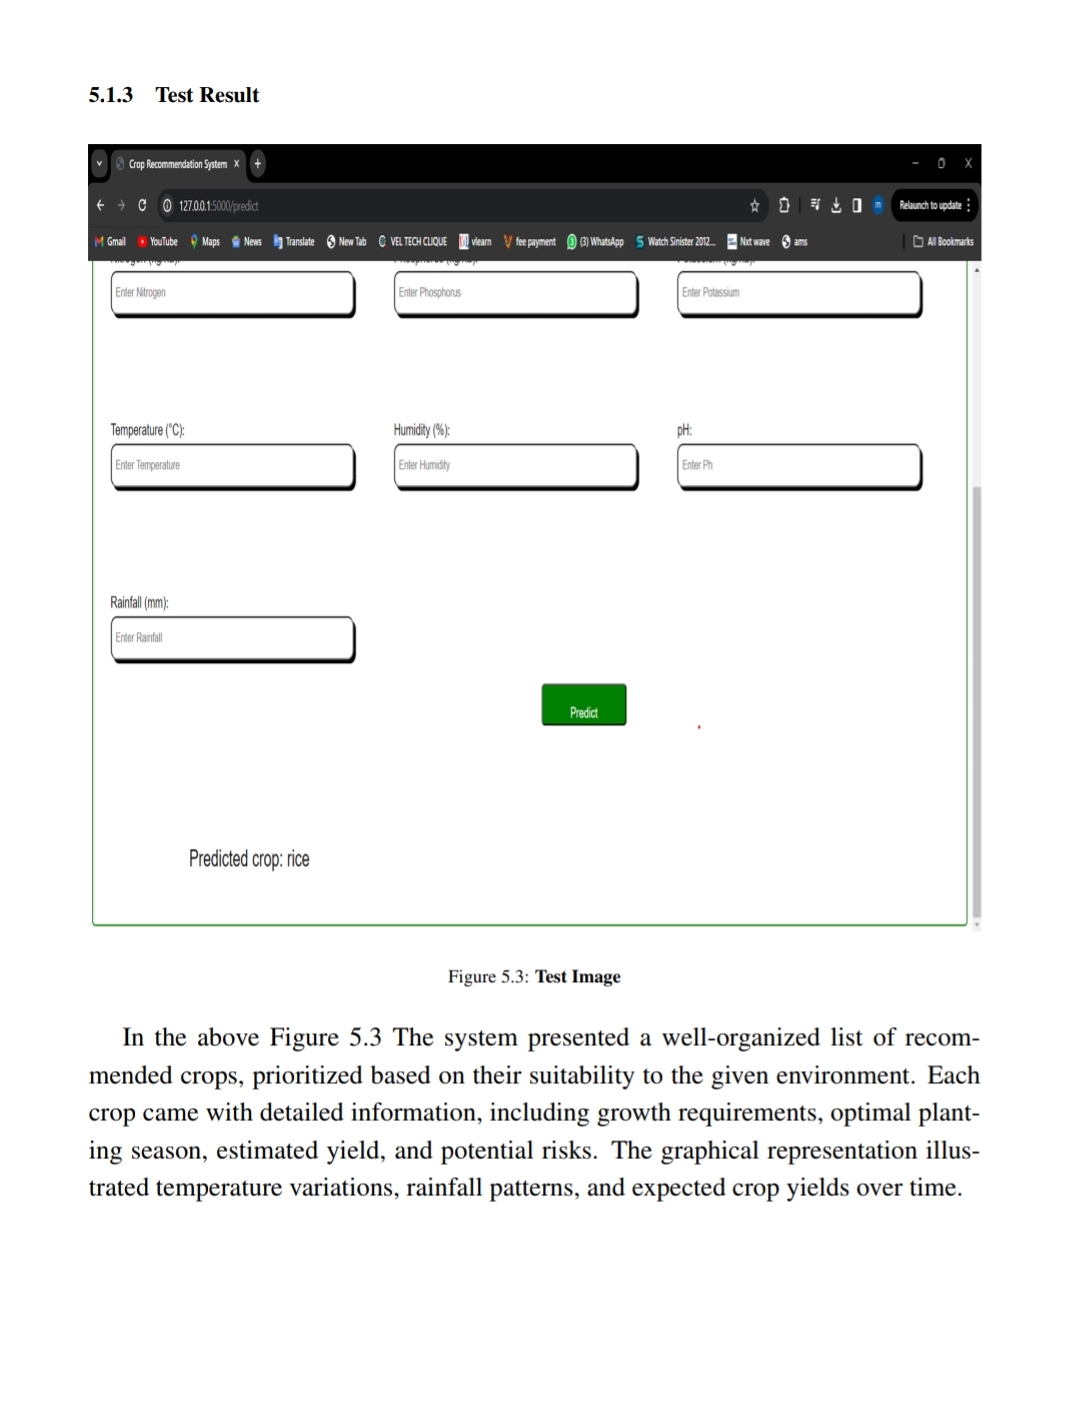 5.1.3 Test Result
Crop Recommendation System X +
127.0.0.1:5000/predict
Relaunch to update
Gmail YouTube Maps News Translate New Tab VEL TECH CLIQUE vlearn fee payment (3) WhatsApp Watch Sinister 2012... Nxt wave ams All Bookmarks
Enter Nitrogen Enter Phosphorus Enter Potassium
Temperature (°C): Humidity (%): pH:
Enter Temperature Enter Humidity Enter Ph
Rainfall (mm):
Enter Rainfall
Predict
Predicted crop: rice
Figure 5.3: Test Image
In the above Figure 5.3 The system presented a well-organized list of recom-
mended crops, prioritized based on their suitability to the given environment. Each
crop came with detailed information, including growth requirements, optimal plant-
ing season, estimated yield, and potential risks. The graphical representation illus-
trated temperature variations, rainfall patterns, and expected crop yields over time.